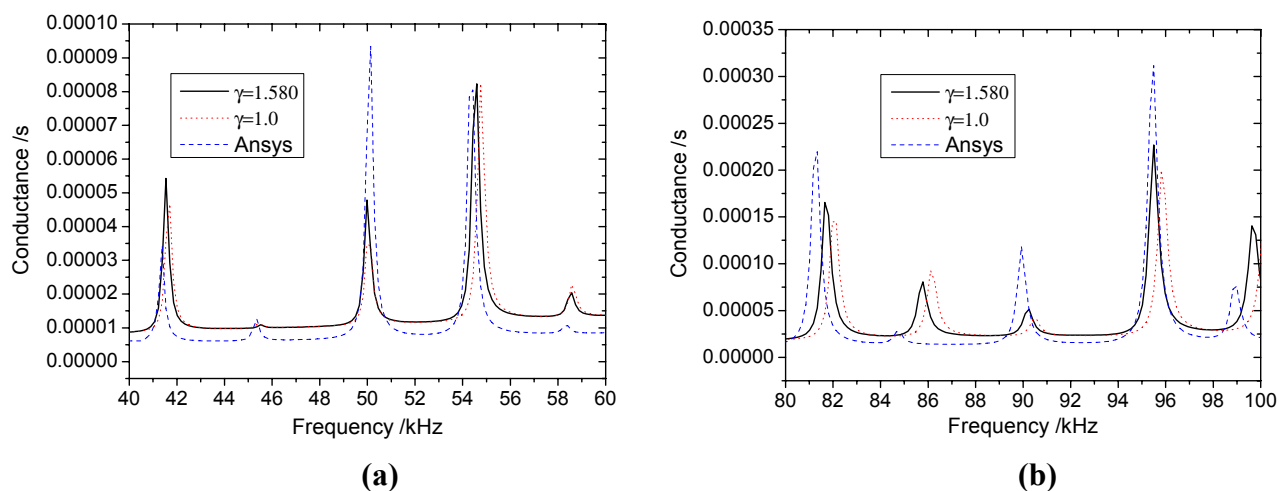 0.00010
0.00009
0.00008
0.00007
0.00006
0.00005
0.00004
0.00003
0.00002
0.00001
0.00000
Conductance /s
γ=1.580
γ=1.0
Ansys
40 42 44 46 48 50 52 54 56 58 60
Frequency /kHz
(a)
0.00035
0.00030
0.00025
0.00020
0.00015
0.00010
0.00005
0.00000
Conductance /s
γ=1.580
γ=1.0
Ansys
80 82 84 86 88 90 92 94 96 98 100
Frequency /kHz
(b)